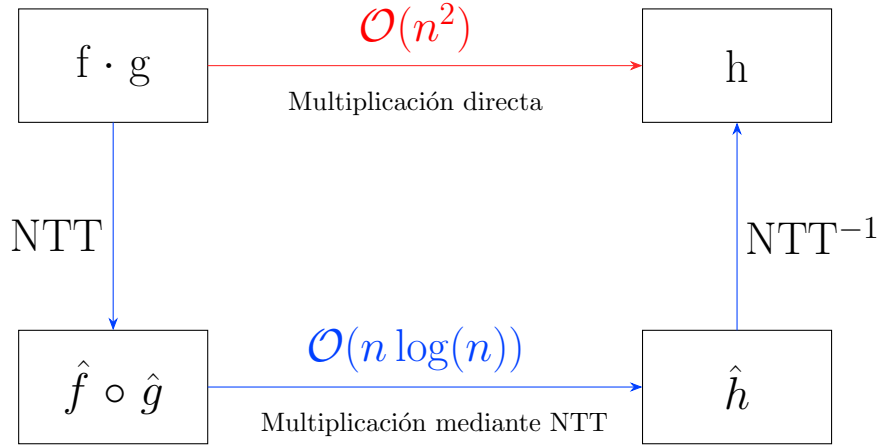 𝒪(n²)
f · g
h
Multiplicación directa
NTT
NTT⁻¹
𝒪(n log(n))
f̂ ∘ ĝ
ĥ
Multiplicación mediante NTT